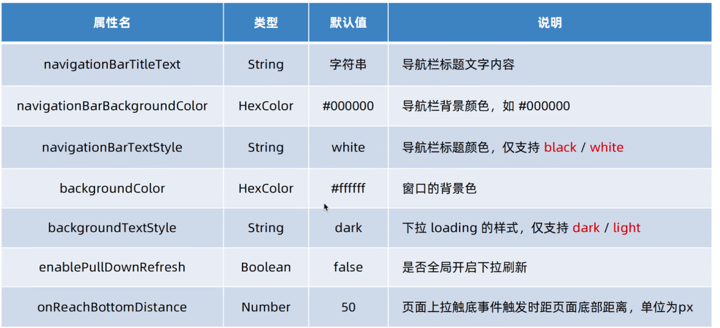 属性名 类型 默认值 说明
navigationBarTitleText String 字符串 导航栏标题文字内容
navigationBarBackgroundColor HexColor #000000 导航栏背景颜色，如 #000000
navigationBarTextStyle String white 导航栏标题颜色，仅支持 black / white
backgroundColor HexColor #ffffff 窗口的背景色
backgroundTextStyle String dark 下拉 loading 的样式，仅支持 dark / light
enablePullDownRefresh Boolean false 是否全局开启下拉刷新
onReachBottomDistance Number 50 页面上拉触底事件触发时距页面底部距离，单位为px